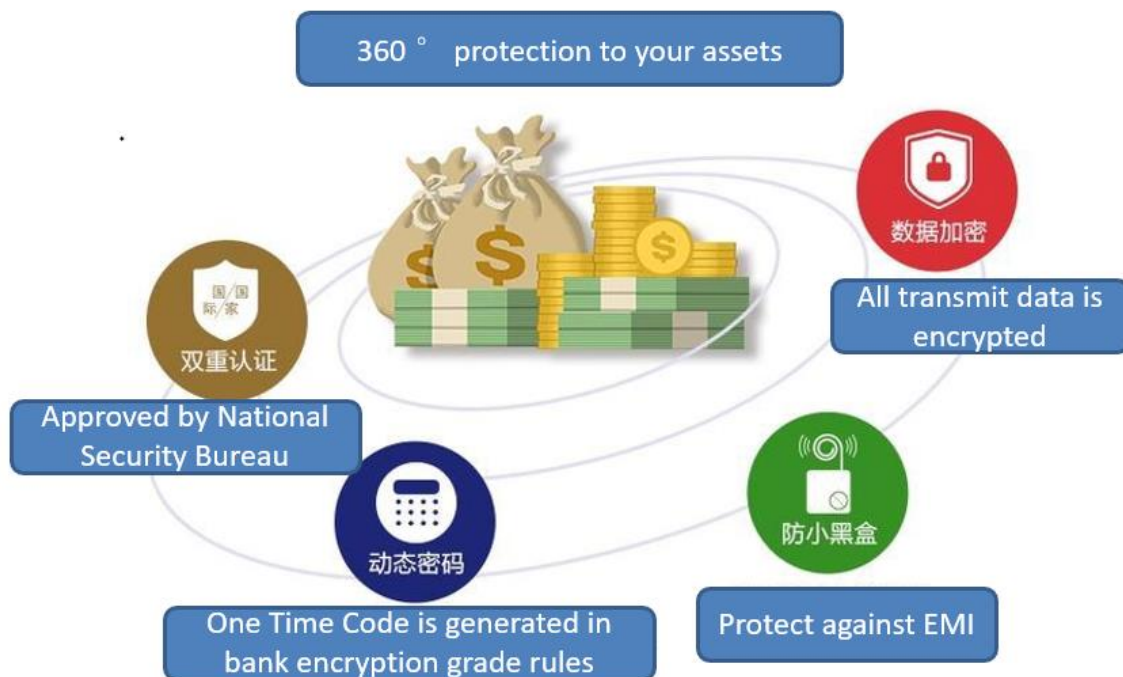 360° protection to your assets
数据加密
All transmit data is
encrypted
国/国
际/家
双重认证
Approved by National
Security Bureau
防小黑盒
Protect against EMI
动态密码
One Time Code is generated in
bank encryption grade rules
$
$
$